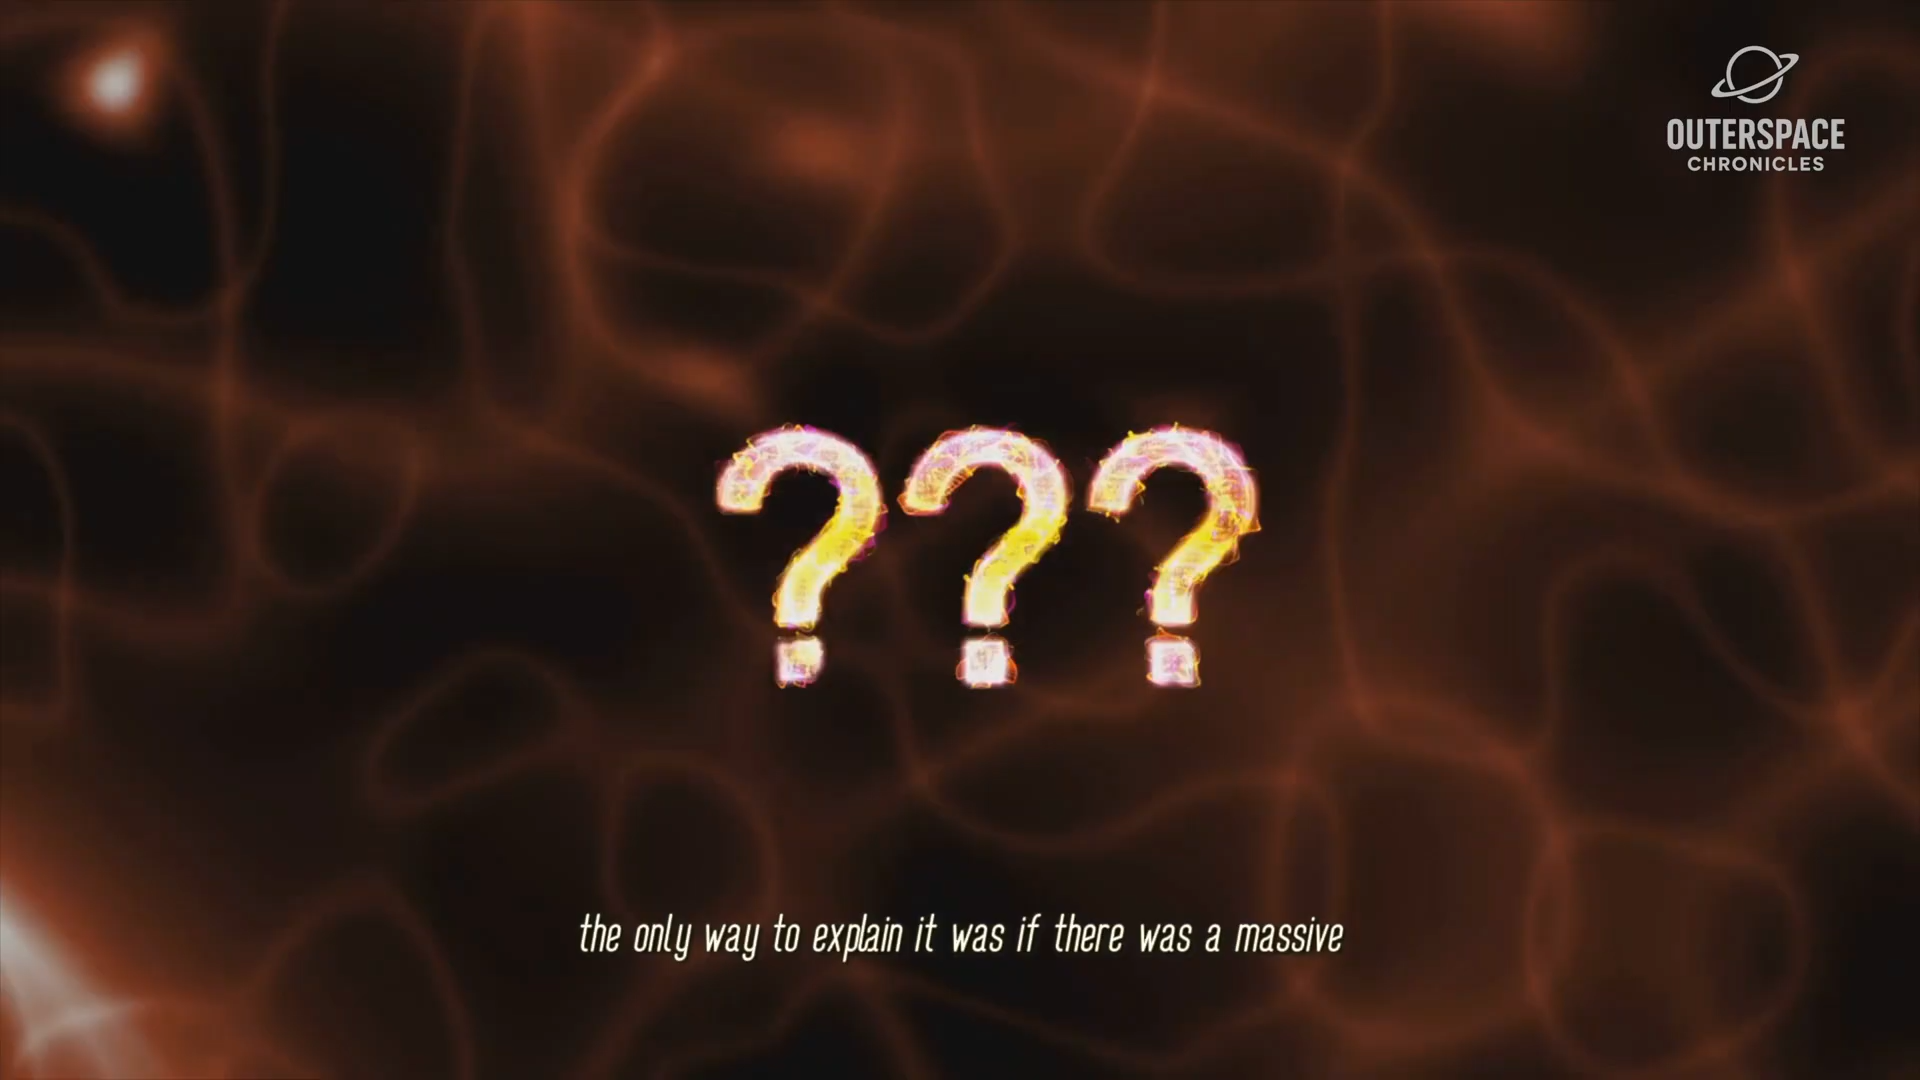 OUTERSPACE
CHRONICLES
???
the only way to explain it was if there was a massive